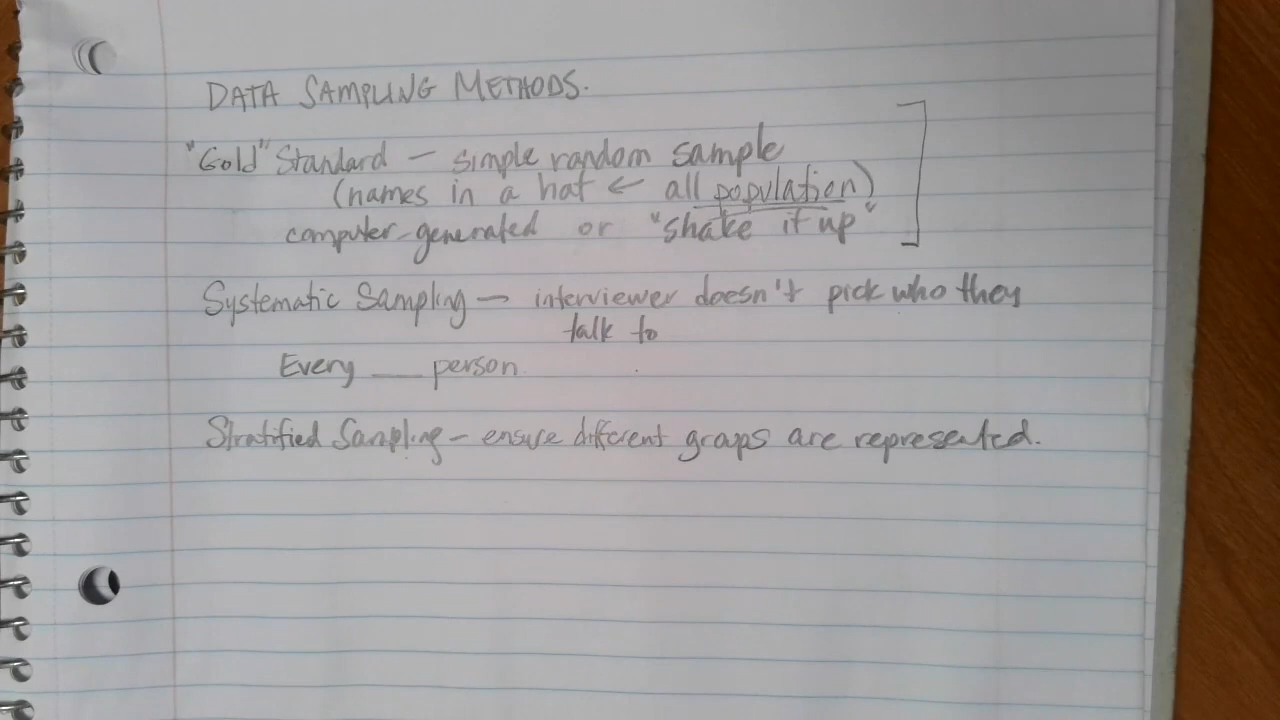 DATA SAMPLING METHODS.
"Gold" Standard — simple random sample
(names in a hat ← all population)
computer-generated or "shake it up"
Systematic Sampling — interviewer doesn't pick who they
talk to
Every ___ person
Stratified Sampling — ensure different groups are represented.